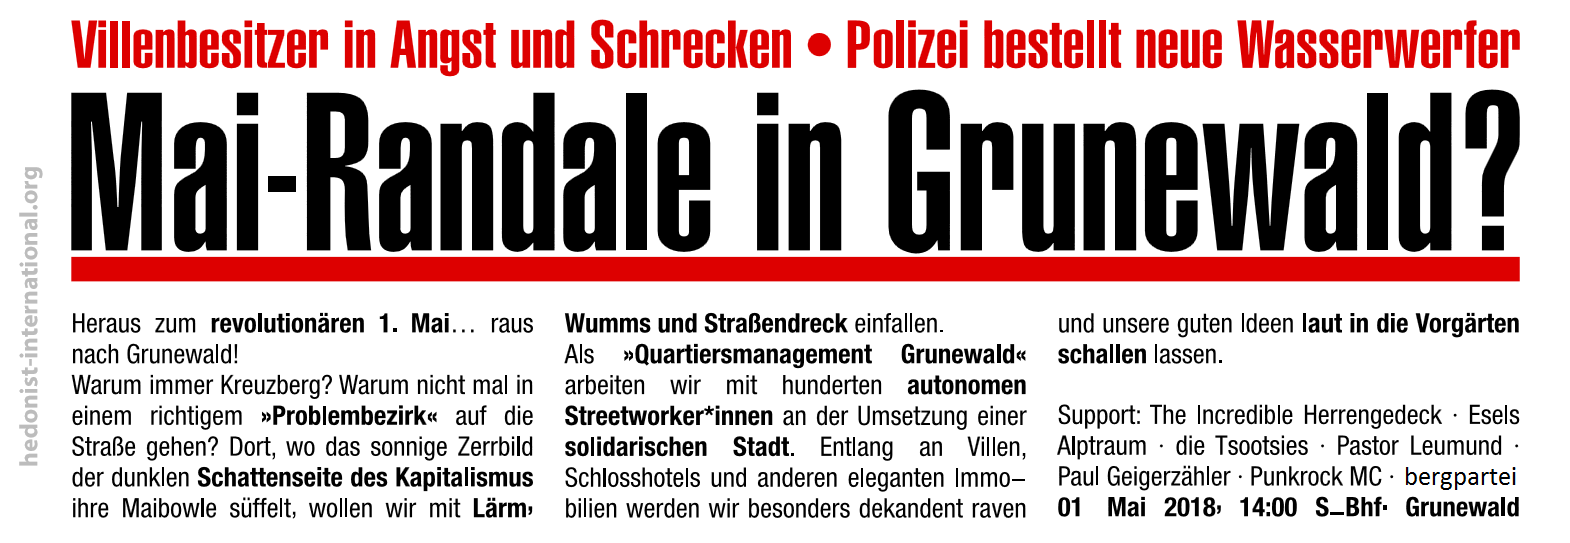 Villenbesitzer in Angst und Schrecken • Polizei bestellt neue Wasserwerfer
Mai-Randale in Grunewald?
hedonist-international.org
Heraus zum revolutionären 1. Mai... raus
nach Grunewald!
Warum immer Kreuzberg? Warum nicht mal in
einem richtigem »Problembezirk« auf die
Straße gehen? Dort, wo das sonnige Zerrbild
der dunklen Schattenseite des Kapitalismus
ihre Maibowle süffelt, wollen wir mit Lärm,
Wumms und Straßendreck einfallen.
Als »Quartiersmanagement Grunewald«
arbeiten wir mit hunderten autonomen
Streetworker*innen an der Umsetzung einer
solidarischen Stadt. Entlang an Villen,
Schlosshotels und anderen eleganten Immo–
bilien werden wir besonders dekandent raven
und unsere guten Ideen laut in die Vorgärten
schallen lassen.
Support: The Incredible Herrengedeck · Esels
Alptraum · die Tsootsies · Pastor Leumund ·
Paul Geigerzähler · Punkrock MC · bergpartei
01 Mai 2018, 14:00 S_Bhf. Grunewald